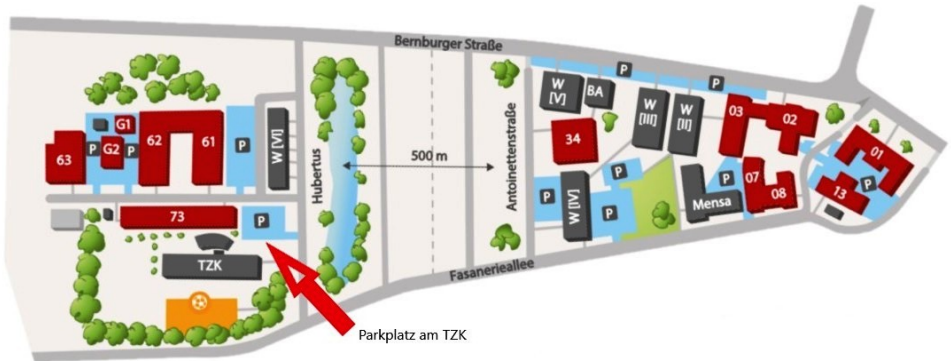 Bernburger Straße
P
P
W
[V]
BA
W
[III]
W
[II]
03
02
G1
62
61
P
W [VI]
34
01
63
P
G2
P
500 m
Hubertus
Antoinettenstraße
P
07
P
13
P
P
W [IV]
P
Mensa
08
73
P
TZK
Fasanerieallee
Parkplatz am TZK